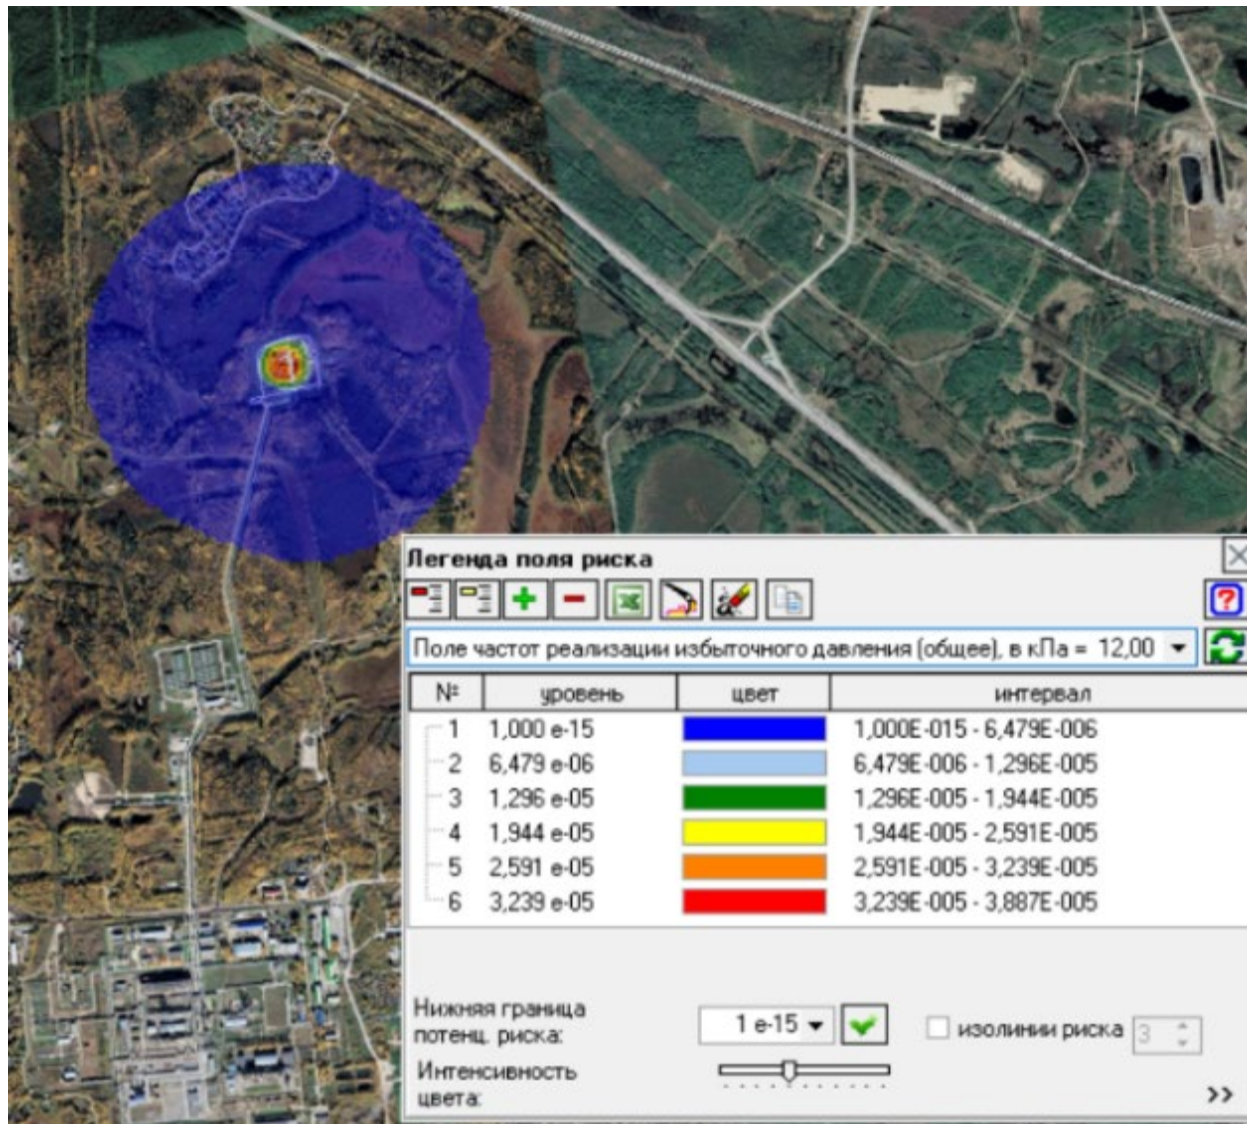 Легенда поля риска
Поле частот реализации избыточного давления (общее), в кПа = 12,00
№ уровень цвет интервал
1 1,000 e-15 1,000E-015 - 6,479E-006
2 6,479 e-06 6,479E-006 - 1,296E-005
3 1,296 e-05 1,296E-005 - 1,944E-005
4 1,944 e-05 1,944E-005 - 2,591E-005
5 2,591 e-05 2,591E-005 - 3,239E-005
6 3,239 e-05 3,239E-005 - 3,887E-005
Нижняя граница
потенц. риска:
1 e-15
изолинии риска 3
Интенсивность
цвета:
>>